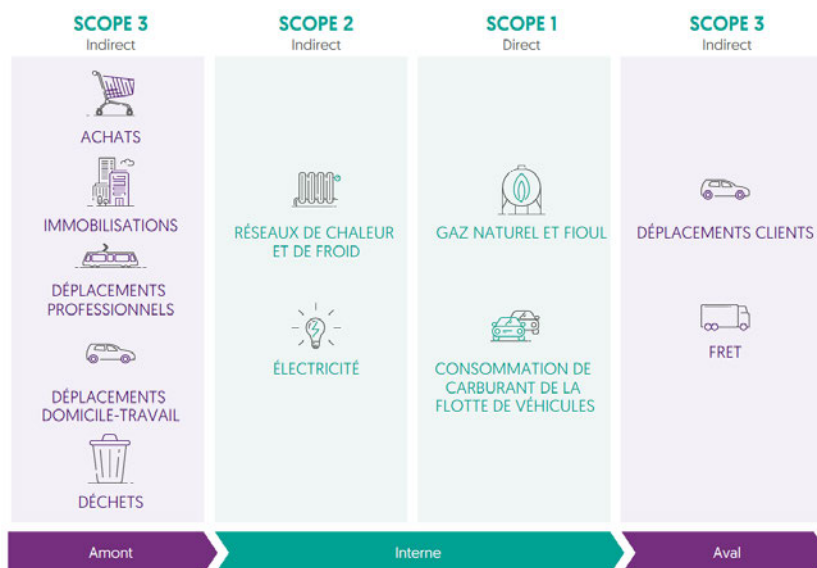 SCOPE 3
Indirect
ACHATS
IMMOBILISATIONS
DÉPLACEMENTS
PROFESSIONNELS
DÉPLACEMENTS
DOMICILE-TRAVAIL
DÉCHETS
SCOPE 2
Indirect
RÉSEAUX DE CHALEUR
ET DE FROID
ÉLECTRICITÉ
SCOPE 1
Direct
GAZ NATUREL ET FIOUL
CONSOMMATION DE
CARBURANT DE LA
FLOTTE DE VÉHICULES
SCOPE 3
Indirect
DÉPLACEMENTS CLIENTS
FRET
Amont
Interne
Aval